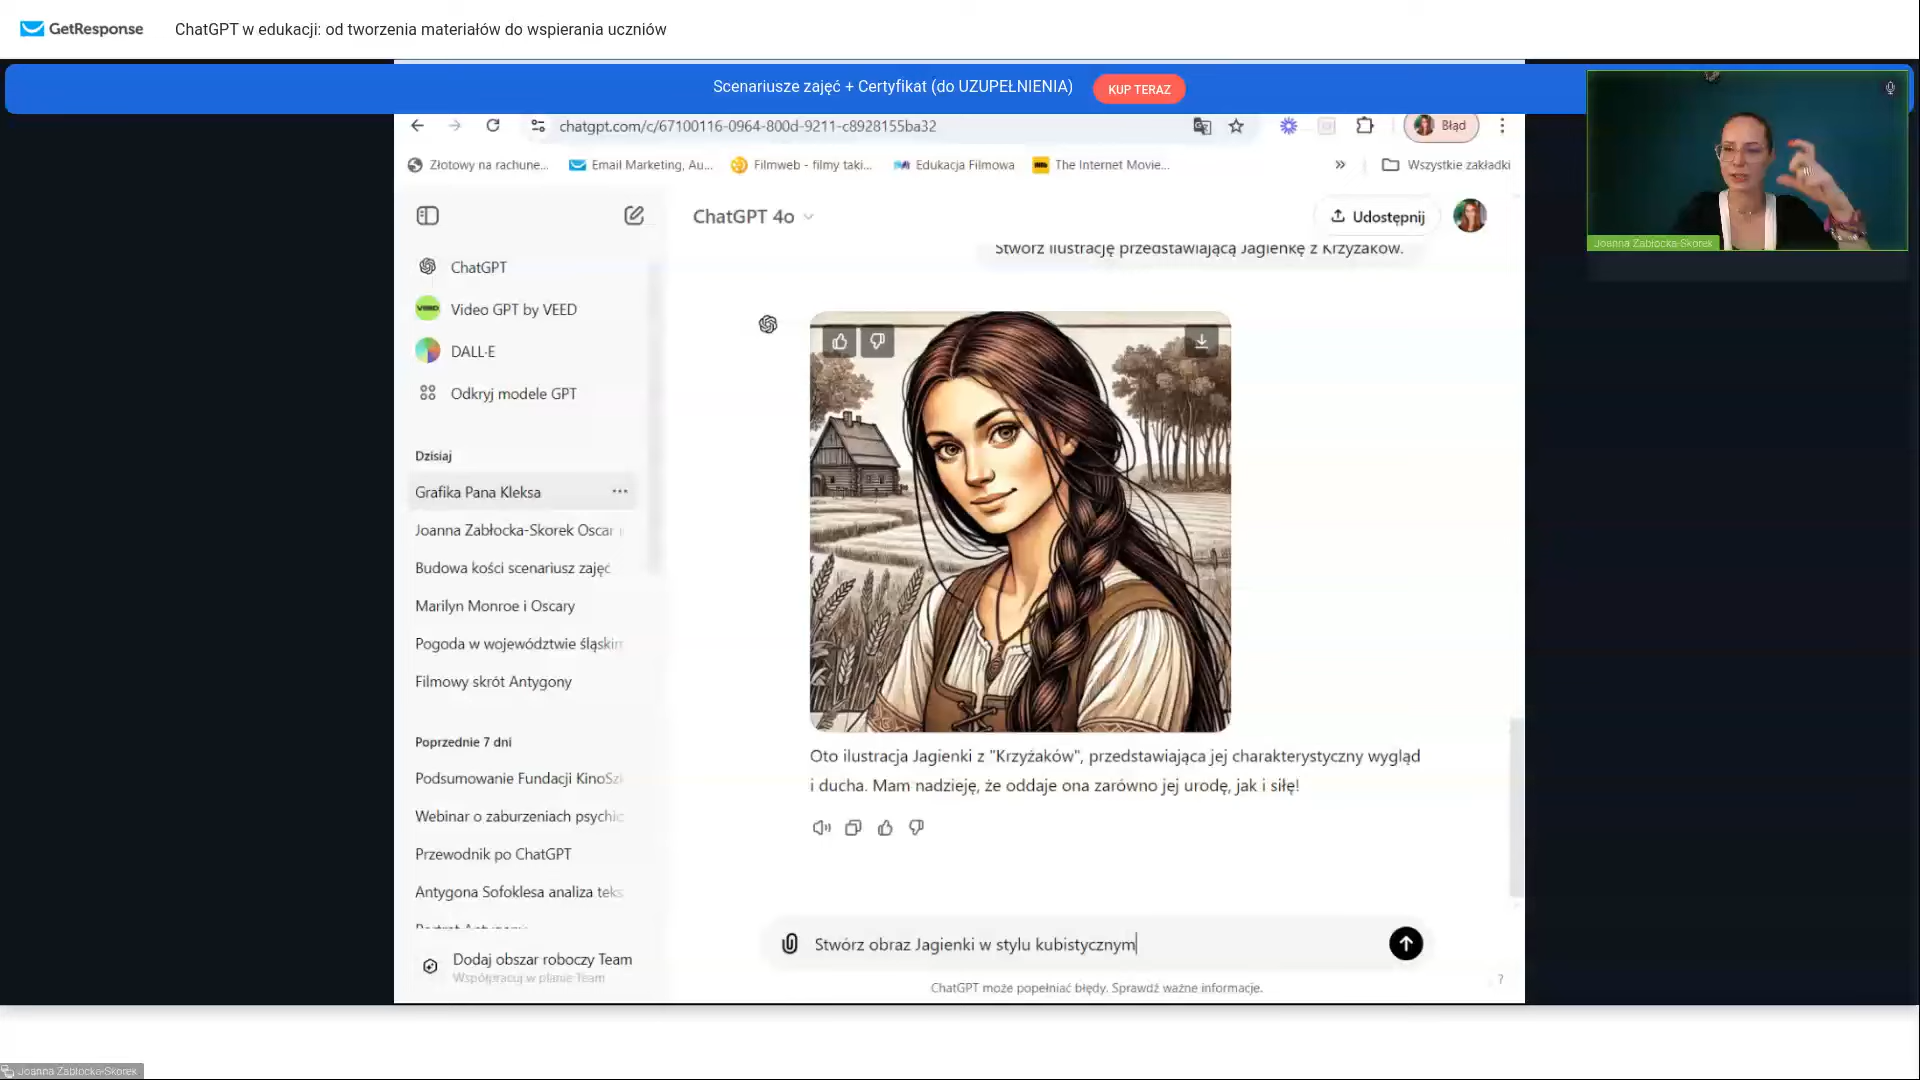 GetResponse
ChatGPT w edukacji: od tworzenia materiałów do wspierania uczniów
Scenariusze zajęć + Certyfikat (do UZUPEŁNIENIA)
KUP TERAZ
chatgpt.com/c/67100116-0964-800d-9211-c8928155ba32
Błąd
Złotowy na rachune...
Email Marketing, Au...
Filmweb - filmy taki...
Edukacja Filmowa
The Internet Movie...
»
Wszystkie zakładki
Joanna Zabłocka-Skorek
ChatGPT 4o
Udostępnij
Stwórz ilustrację przedstawiającą Jagienkę z Krzyżaków.
ChatGPT
VEED
Video GPT by VEED
DALL·E
Odkryj modele GPT
Dzisiaj
Grafika Pana Kleksa
Joanna Zabłocka-Skorek Oscar
Budowa kości scenariusz zajęć
Marilyn Monroe i Oscary
Pogoda w województwie śląskim
Filmowy skrót Antygony
Poprzednie 7 dni
Podsumowanie Fundacji KinoSz
Webinar o zaburzeniach psychic
Przewodnik po ChatGPT
Antygona Sofoklesa analiza teks
Dodaj obszar roboczy Team
Współpracuj w planie Team
Oto ilustracja Jagienki z "Krzyżaków", przedstawiająca jej charakterystyczny wygląd
i ducha. Mam nadzieję, że oddaje ona zarówno jej urodę, jak i siłę!
Stwórz obraz Jagienki w stylu kubistycznym
ChatGPT może popełniać błędy. Sprawdź ważne informacje.
?
Joanna Zabłocka-Skorek